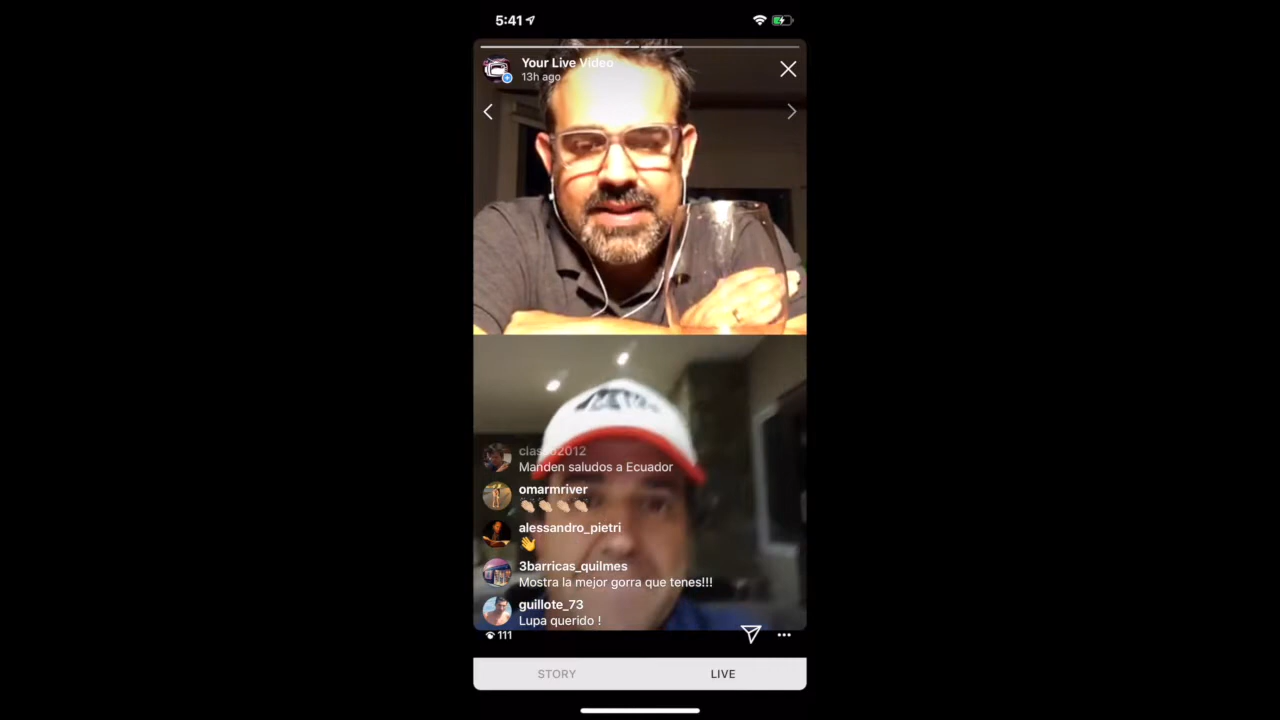 5:41
Your Live Video
13h ago
Manden saludos a Ecuador
omarmriver
alessandro_pietri
3barricas_quilmes
Mostra la mejor gorra que tenes!!!
guillote_73
Lupa querido !
111
STORY
LIVE